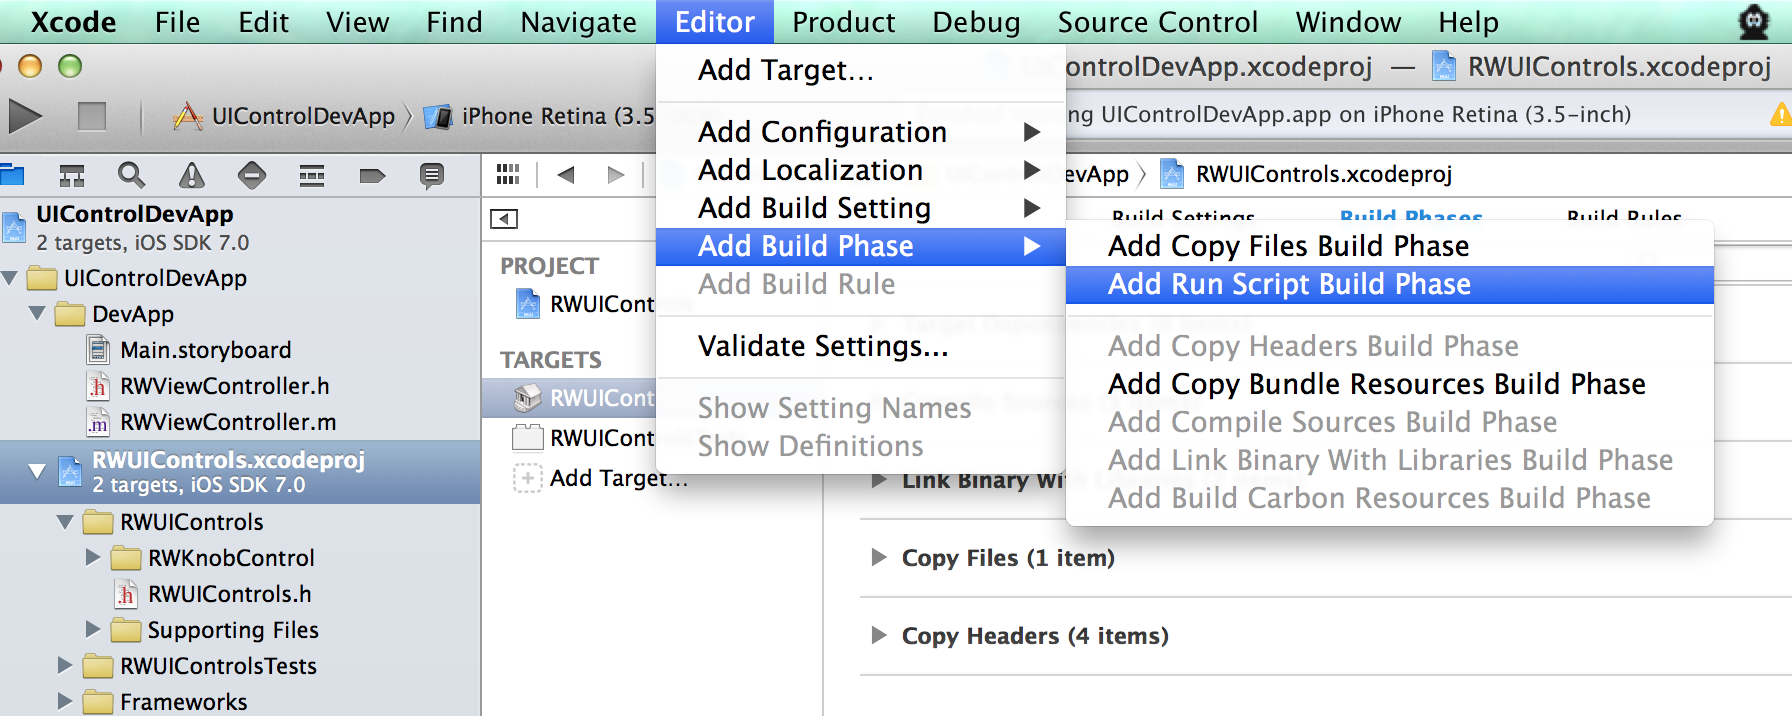 Xcode File Edit View Find Navigate Editor Product Debug Source Control Window Help
UIControlDevApp.xcodeproj — RWUIControls.xcodeproj
UIControlDevApp iPhone Retina (3.5 UIControlDevApp.app on iPhone Retina (3.5-inch)
RWUIControls.xcodeproj
Build Settings Build Phases Build Rules
UIControlDevApp
2 targets, iOS SDK 7.0
UIControlDevApp
DevApp
Main.storyboard
RWViewController.h
RWViewController.m
RWUIControls.xcodeproj
2 targets, iOS SDK 7.0
RWUIControls
RWKnobControl
RWUIControls.h
Supporting Files
RWUIControlsTests
Frameworks
PROJECT
RWUIControls
TARGETS
RWUICont
RWUICont
Add Target...
Add Target...
Add Configuration
Add Localization
Add Build Setting
Add Build Phase
Add Build Rule
Validate Settings...
Show Setting Names
Show Definitions
Add Copy Files Build Phase
Add Run Script Build Phase
Add Copy Headers Build Phase
Add Copy Bundle Resources Build Phase
Add Compile Sources Build Phase
Add Link Binary With Libraries Build Phase
Add Build Carbon Resources Build Phase
Target Dependencies (0 items)
Link Binary With
Copy Files (1 item)
Copy Headers (4 items)